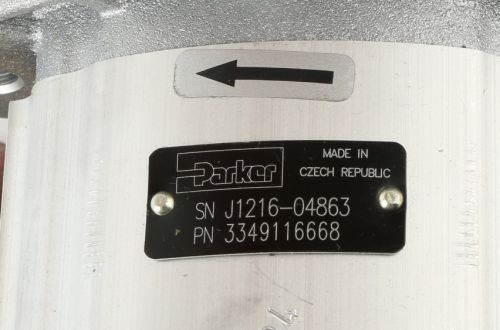 Parker
MADE IN
CZECH REPUBLIC
SN J1216-04863
PN 3349116668